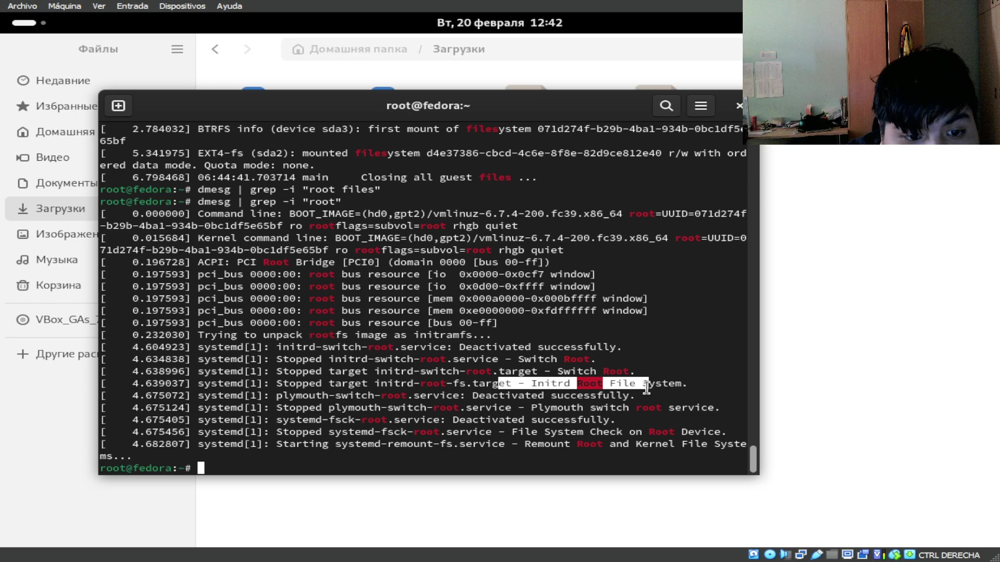 Archivo Máquina Ver Entrada Dispositivos Ayuda
Вт, 20 февраля 12:42
Файлы
Домашняя папка / Загрузки
Недавние
Избранные
Домашняя
Видео
Документы
Загрузки
Изображен
Музыка
Корзина
VBox_GAs_7
Другие рас
root@fedora:~
[    2.784032] BTRFS info (device sda3): first mount of filesystem 071d274f-b29b-4ba1-934b-0bc1df5e
65bf
[    5.341975] EXT4-fs (sda2): mounted filesystem d4e37386-cbcd-4c6e-8f8e-82d9ce812e40 r/w with ord
ered data mode. Quota mode: none.
[    6.798468] 06:44:41.703714 main     Closing all guest files ...
root@fedora:~# dmesg | grep -i "root files"
root@fedora:~# dmesg | grep -i "root"
[    0.000000] Command line: BOOT_IMAGE=(hd0,gpt2)/vmlinuz-6.7.4-200.fc39.x86_64 root=UUID=071d274f
-b29b-4ba1-934b-0bc1df5e65bf ro rootflags=subvol=root rhgb quiet
[    0.015684] Kernel command line: BOOT_IMAGE=(hd0,gpt2)/vmlinuz-6.7.4-200.fc39.x86_64 root=UUID=0
71d274f-b29b-4ba1-934b-0bc1df5e65bf ro rootflags=subvol=root rhgb quiet
[    0.196728] ACPI: PCI Root Bridge [PCI0] (domain 0000 [bus 00-ff])
[    0.197593] pci_bus 0000:00: root bus resource [io  0x0000-0x0cf7 window]
[    0.197593] pci_bus 0000:00: root bus resource [io  0x0d00-0xffff window]
[    0.197593] pci_bus 0000:00: root bus resource [mem 0x000a0000-0x000bffff window]
[    0.197593] pci_bus 0000:00: root bus resource [mem 0xe0000000-0xfdffffff window]
[    0.197593] pci_bus 0000:00: root bus resource [bus 00-ff]
[    0.232030] Trying to unpack rootfs image as initramfs...
[    4.604923] systemd[1]: initrd-switch-root.service: Deactivated successfully.
[    4.634838] systemd[1]: Stopped initrd-switch-root.service - Switch Root.
[    4.638996] systemd[1]: Stopped target initrd-switch-root.target - Switch Root.
[    4.639037] systemd[1]: Stopped target initrd-root-fs.target - Initrd Root File System.
[    4.675072] systemd[1]: plymouth-switch-root.service: Deactivated successfully.
[    4.675124] systemd[1]: Stopped plymouth-switch-root.service - Plymouth switch root service.
[    4.675405] systemd[1]: systemd-fsck-root.service: Deactivated successfully.
[    4.675456] systemd[1]: Stopped systemd-fsck-root.service - File System Check on Root Device.
[    4.682807] systemd[1]: Starting systemd-remount-fs.service - Remount Root and Kernel File Syste
ms...
root@fedora:~#
CTRL DERECHA